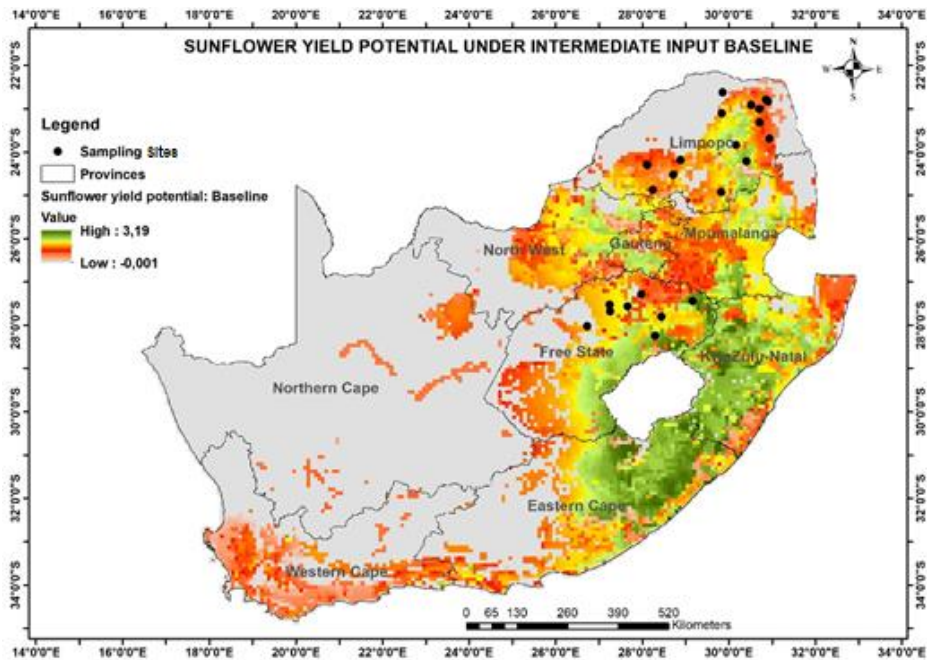 14°0'0"E 16°0'0"E 18°0'0"E 20°0'0"E 22°0'0"E 24°0'0"E 26°0'0"E 28°0'0"E 30°0'0"E 32°0'0"E 34°0'0"E
SUNFLOWER YIELD POTENTIAL UNDER INTERMEDIATE INPUT BASELINE
N
W E
S
22°0'0"S 22°0'0"S
Legend
Sampling Sites
Provinces
Sunflower yield potential: Baseline
Value
High : 3,19
Low : -0,001
Limpopo
24°0'0"S 24°0'0"S
Mpumalanga
North West
Gauteng
26°0'0"S 26°0'0"S
28°0'0"S 28°0'0"S
Free State
KwaZulu-Natal
Northern Cape
30°0'0"S 30°0'0"S
32°0'0"S 32°0'0"S
Eastern Cape
Western Cape
34°0'0"S 34°0'0"S
0 65 130 260 390 520
Kilometers
14°0'0"E 16°0'0"E 18°0'0"E 20°0'0"E 22°0'0"E 24°0'0"E 26°0'0"E 28°0'0"E 30°0'0"E 32°0'0"E 34°0'0"E